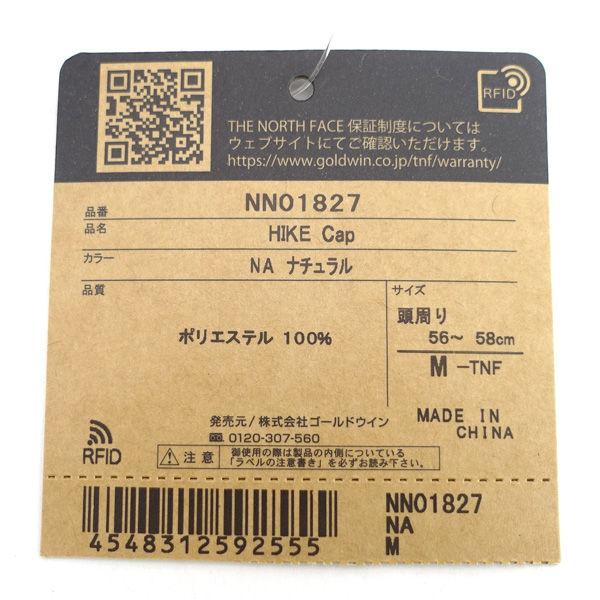 RFID
THE NORTH FACE 保証制度については
ウェブサイトにてご確認いただけます。
https://www.goldwin.co.jp/tnf/warranty/
品番 NN01827
品名 HIKE Cap
カラー NA ナチュラル
品質
ポリエステル 100%
サイズ
頭周り
56～ 58cm
M -TNF
MADE IN
CHINA
RFID
発売元/株式会社ゴールドウイン
0120-307-560
注意
御使用の際は製品の内側についている
「ラベルの注意書き」を必ずお読み下さい。
4548312592555
NN01827
NA
M